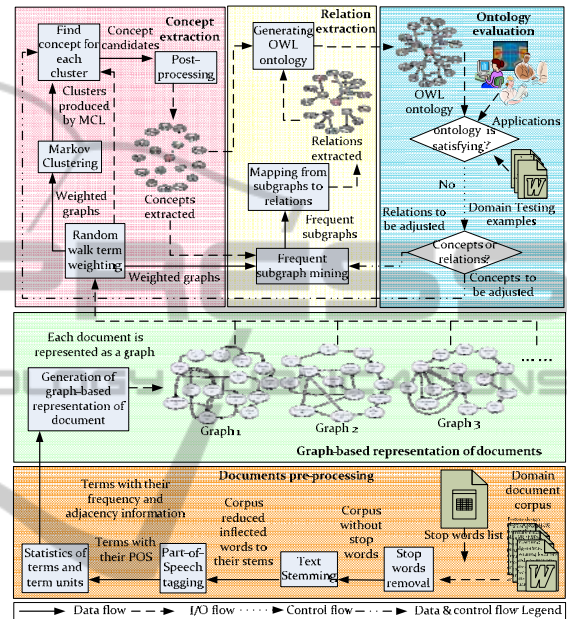 Concept
extraction
Find
concept for
each
cluster
Concept
candidates
Post-
processing
Clusters
produced
by MCL
Markov
Clustering
Weighted
graphs
Concepts
extracted
Random
walk term
weighting
Weighted graphs
Relation
extraction
Generating
OWL
ontology
Relations
extracted
Mapping from
subgraphs to
relations
Frequent
subgraphs
Frequent
subgraph mining
Ontology
evaluation
OWL
ontology
Applications
ontology is
satisfying?
No
Domain Testing
examples
Relations to
be adjusted
Concepts or
relations?
Concepts to
be adjusted
Each document is
represented as a graph
Generation of
graph-based
representation of
document
Graph 1
Graph 2
Graph 3
......
Graph-based representation of documents
Documents pre-processing
Terms with their
frequency and
adjacency information
Statistics of
terms and
term units
Terms with
their POS
Part-of-
Speech
tagging
Corpus
reduced
inflected
words to
their stems
Text
Stemming
Corpus
without
stop
words
Stop
words
removal
Stop words list
Domain
document
corpus
Data flow
I/O flow
Control flow
Data & control flow Legend